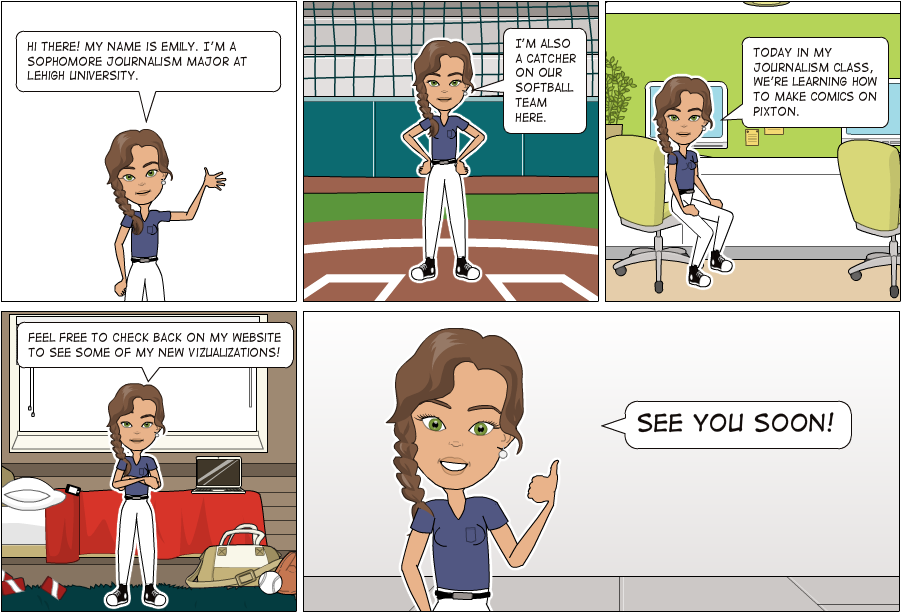 HI THERE! MY NAME IS EMILY. I'M A
SOPHOMORE JOURNALISM MAJOR AT
LEHIGH UNIVERSITY.
I'M ALSO
A CATCHER
ON OUR
SOFTBALL
TEAM
HERE.
TODAY IN MY
JOURNALISM CLASS,
WE'RE LEARNING HOW
TO MAKE COMICS ON
PIXTON.
FEEL FREE TO CHECK BACK ON MY WEBSITE
TO SEE SOME OF MY NEW VIZUALIZATIONS!
SEE YOU SOON!